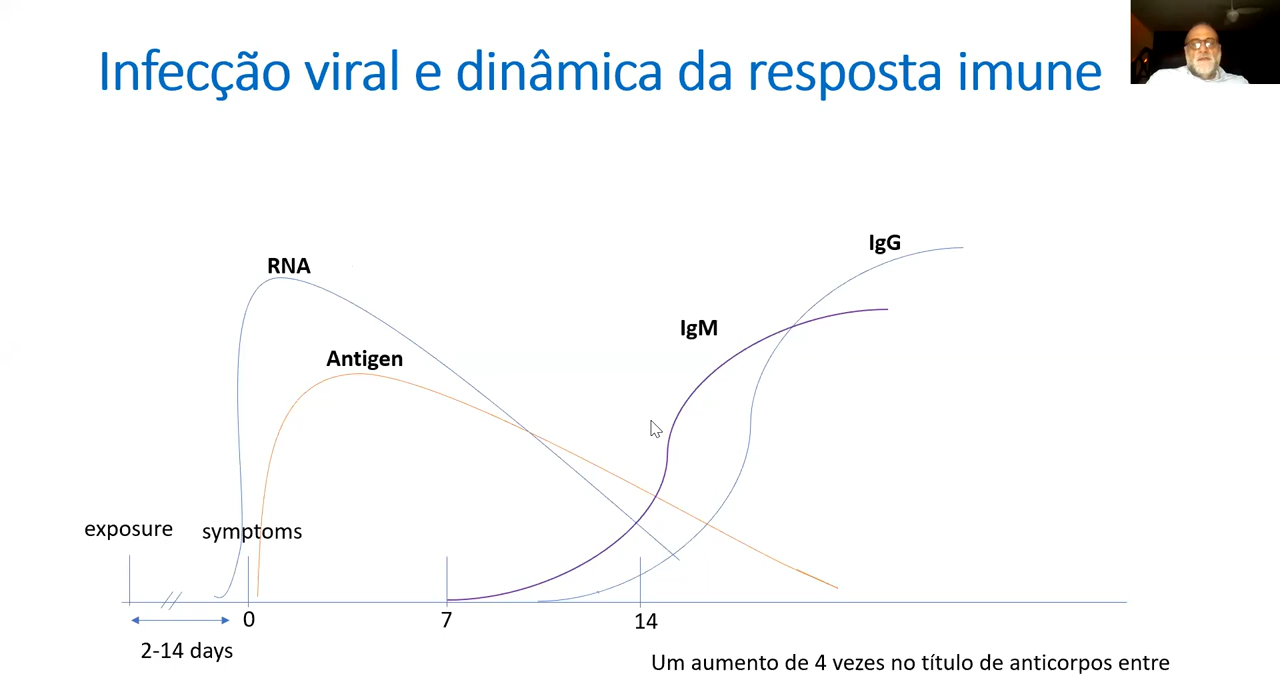 Infecção viral e dinâmica da resposta imune
IgG
RNA
IgM
Antigen
exposure
symptoms
0
7
14
2-14 days
Um aumento de 4 vezes no título de anticorpos entre